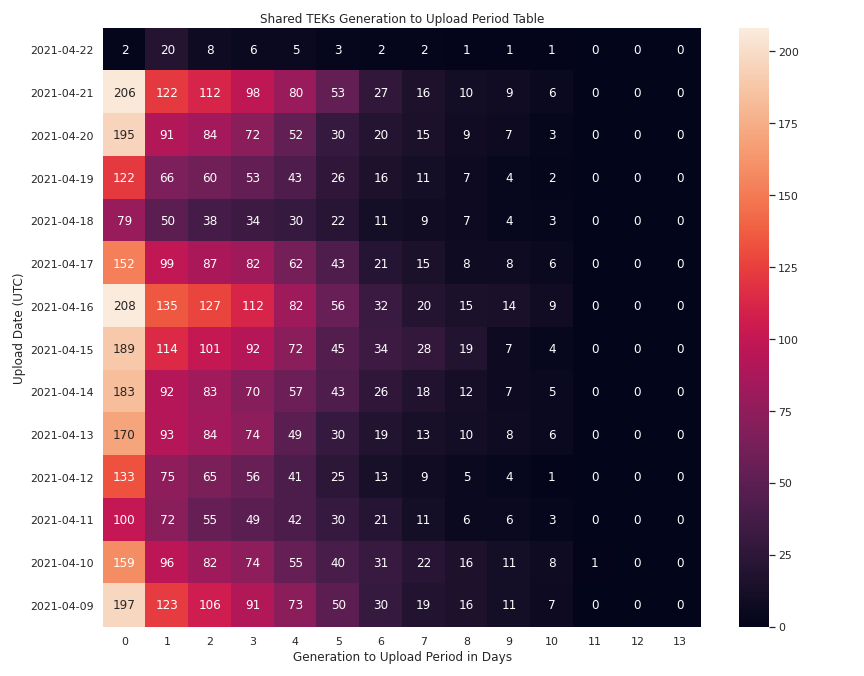 Shared TEKs Generation to Upload Period Table
Upload Date (UTC)
2021-04-22 2 20 8 6 5 3 2 2 1 1 1 0 0 0
2021-04-21 206 122 112 98 80 53 27 16 10 9 6 0 0 0
2021-04-20 195 91 84 72 52 30 20 15 9 7 3 0 0 0
2021-04-19 122 66 60 53 43 26 16 11 7 4 2 0 0 0
2021-04-18 79 50 38 34 30 22 11 9 7 4 3 0 0 0
2021-04-17 152 99 87 82 62 43 21 15 8 8 6 0 0 0
2021-04-16 208 135 127 112 82 56 32 20 15 14 9 0 0 0
2021-04-15 189 114 101 92 72 45 34 28 19 7 4 0 0 0
2021-04-14 183 92 83 70 57 43 26 18 12 7 5 0 0 0
2021-04-13 170 93 84 74 49 30 19 13 10 8 6 0 0 0
2021-04-12 133 75 65 56 41 25 13 9 5 4 1 0 0 0
2021-04-11 100 72 55 49 42 30 21 11 6 6 3 0 0 0
2021-04-10 159 96 82 74 55 40 31 22 16 11 8 1 0 0
2021-04-09 197 123 106 91 73 50 30 19 16 11 7 0 0 0
0 1 2 3 4 5 6 7 8 9 10 11 12 13
Generation to Upload Period in Days
200
175
150
125
100
75
50
25
0